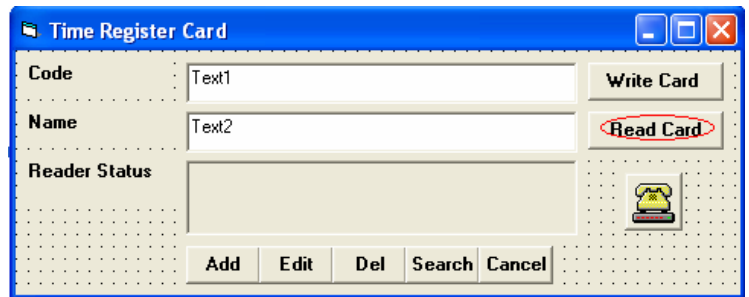 Time Register Card
Code Text1 Write Card
Name Text2 Read Card
Reader Status
Add Edit Del Search Cancel